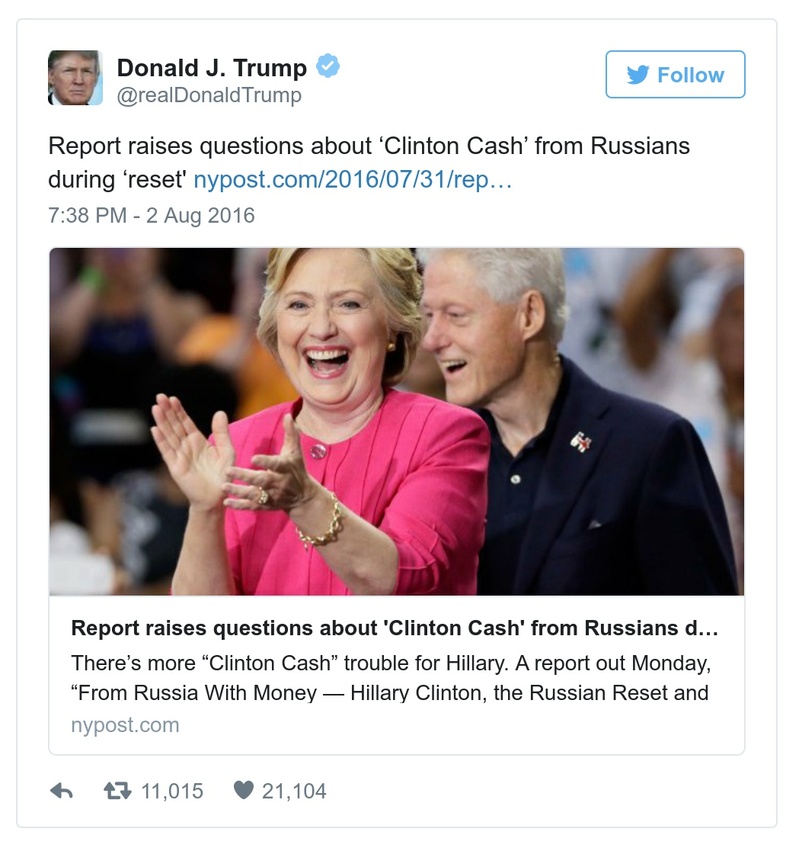 Donald J. Trump
@realDonaldTrump
Follow
Report raises questions about ‘Clinton Cash’ from Russians
during ‘reset' nypost.com/2016/07/31/rep…
7:38 PM - 2 Aug 2016
Report raises questions about 'Clinton Cash' from Russians d…
There’s more “Clinton Cash” trouble for Hillary. A report out Monday,
“From Russia With Money — Hillary Clinton, the Russian Reset and
nypost.com
11,015 21,104